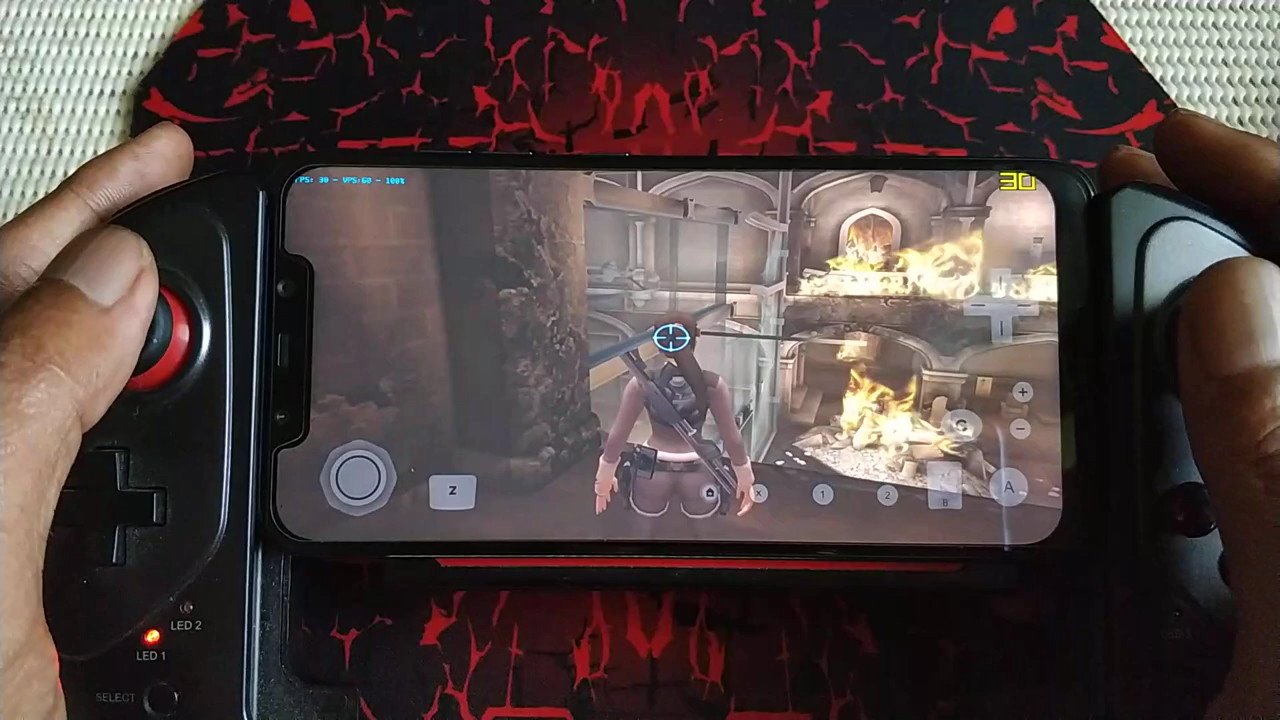 FPS: 30 - VPS:60 - 100%
30
+
-
C
Z
X
1
2
B
A
LED 2
LED 1
SELECT